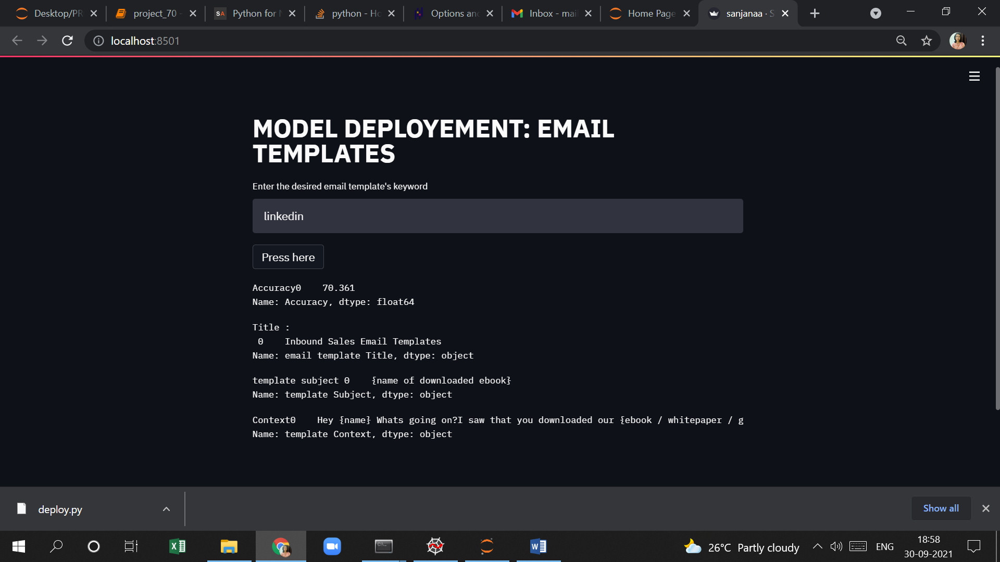 Desktop/PR
project_70 -
SA Python for N
python - Ho
Options and
Inbox - mai
Home Page
sanjanaa · S
localhost:8501
MODEL DEPLOYEMENT: EMAIL
TEMPLATES
Enter the desired email template's keyword
linkedin
Press here
Accuracy0    70.361
Name: Accuracy, dtype: float64
Title :
0    Inbound Sales Email Templates
Name: email template Title, dtype: object
template subject 0    {name of downloaded ebook}
Name: template Subject, dtype: object
Context0    Hey {name} Whats going on?I saw that you downloaded our {ebook / whitepaper / g
Name: template Context, dtype: object
deploy.py
Show all
26°C Partly cloudy
ENG
18:58
30-09-2021